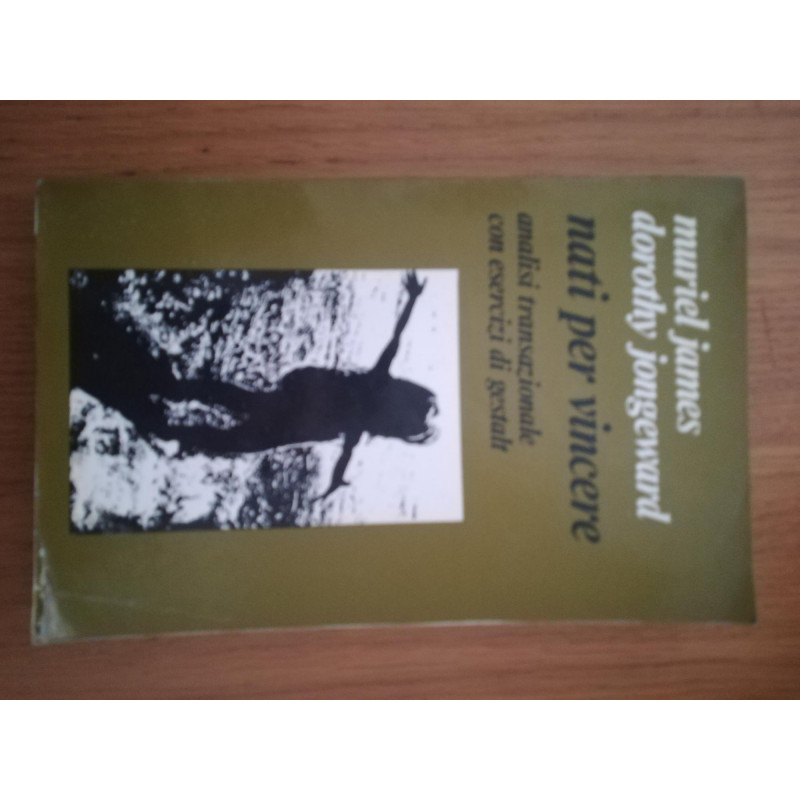 muriel james
dorothy jongeward
nati per vincere
analisi transazionale
con esercizi di gestalt